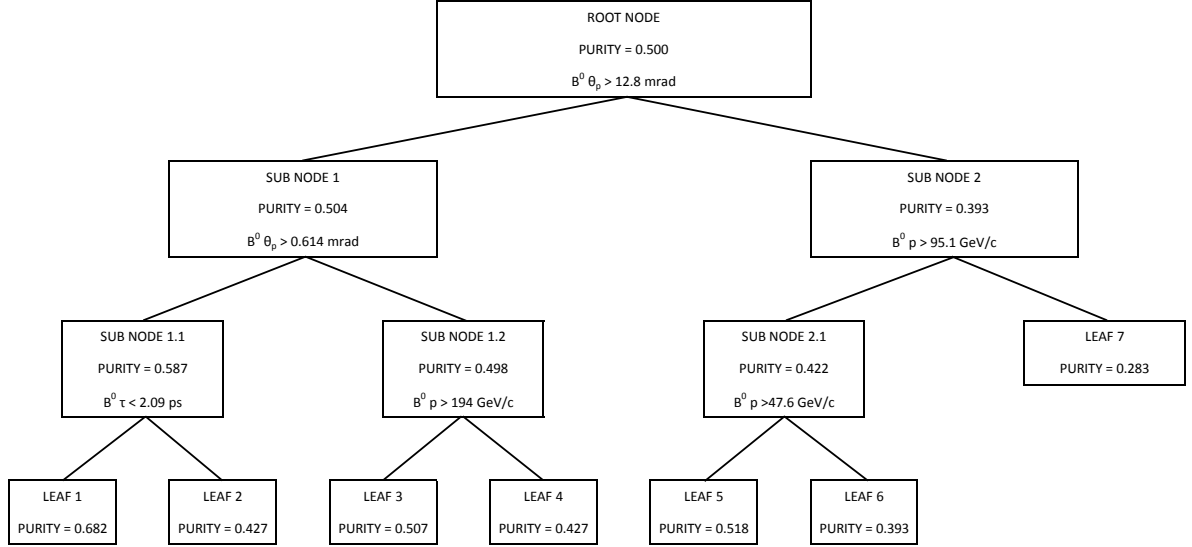 ROOT NODE
PURITY = 0.500
B⁰ θₚ > 12.8 mrad
SUB NODE 1
PURITY = 0.504
B⁰ θₚ > 0.614 mrad
SUB NODE 2
PURITY = 0.393
B⁰ p > 95.1 GeV/c
SUB NODE 1.1
PURITY = 0.587
B⁰ τ < 2.09 ps
SUB NODE 1.2
PURITY = 0.498
B⁰ p > 194 GeV/c
SUB NODE 2.1
PURITY = 0.422
B⁰ p >47.6 GeV/c
LEAF 7
PURITY = 0.283
LEAF 1
PURITY = 0.682
LEAF 2
PURITY = 0.427
LEAF 3
PURITY = 0.507
LEAF 4
PURITY = 0.427
LEAF 5
PURITY = 0.518
LEAF 6
PURITY = 0.393